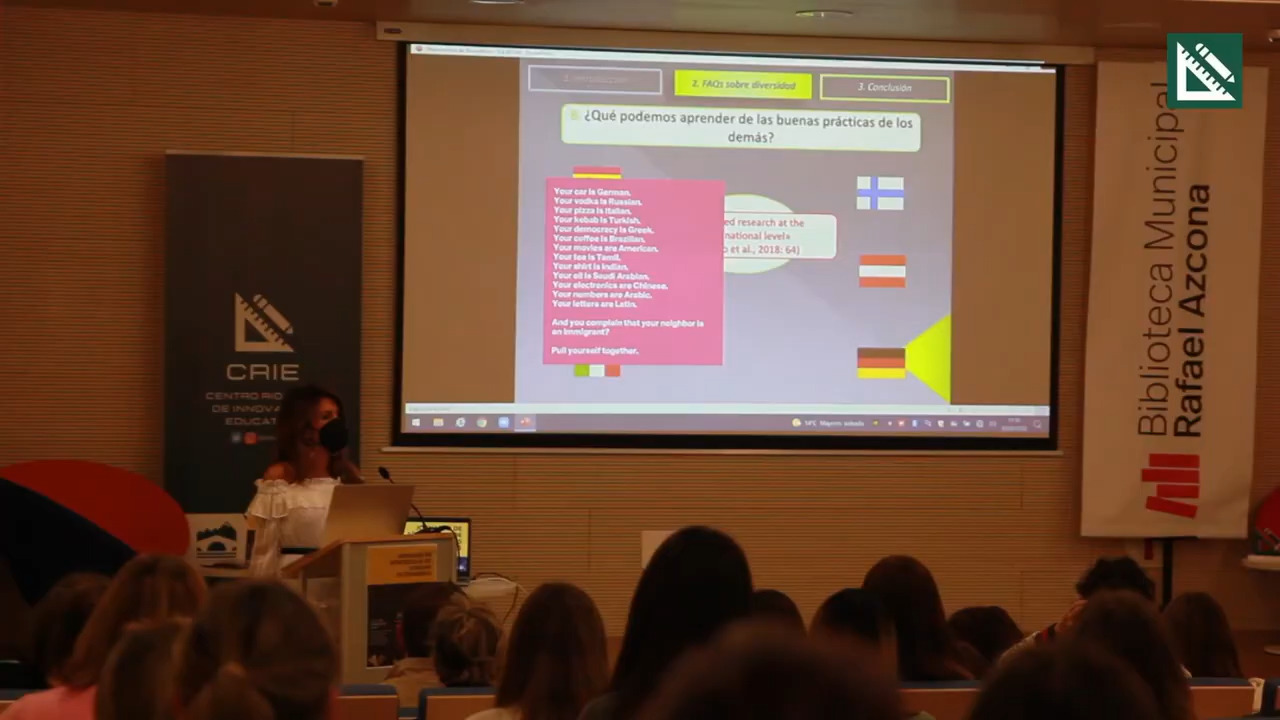 2. FAQs sobre diversidad
3. Conclusión
¿Qué podemos aprender de las buenas prácticas de los
demás?
Your car is German.
Your vodka is Russian.
Your pizza is Italian.
Your kebab is Turkish.
Your democracy is Greek.
Your coffee is Brazilian.
Your movies are American.
Your tea is Tamil.
Your shirt is Indian.
Your oil is Saudi Arabian.
Your electronics are Chinese.
Your numbers are Arabic.
Your letters are Latin.
And you complain that your neighbor is
an immigrant?
Pull yourself together.
ed research at the
national level»
o et al., 2018: 64)
CRIE
CENTRO RIO
DE INNOVA
EDUCAT
Biblioteca Municipal
Rafael Azcona